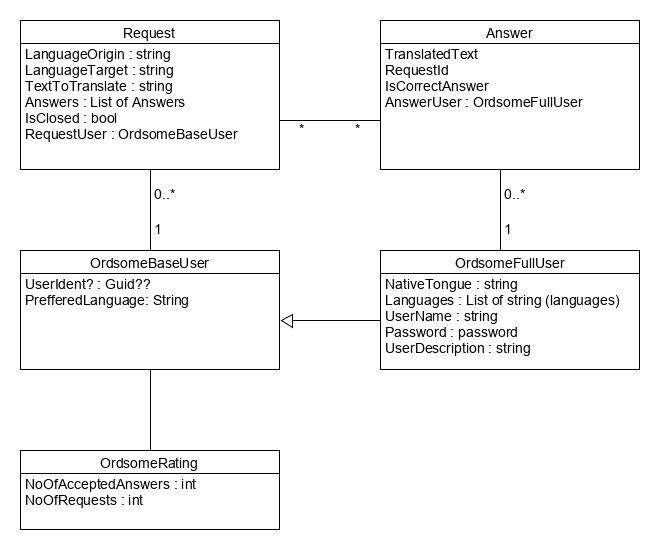 Request
LanguageOrigin : string
LanguageTarget : string
TextToTranslate : string
Answers : List of Answers
IsClosed : bool
RequestUser : OrdsomeBaseUser
Answer
TranslatedText
RequestId
IsCorrectAnswer
AnswerUser : OrdsomeFullUser
* *
0..*
1
0..*
1
OrdsomeBaseUser
UserIdent? : Guid??
PrefferedLanguage: String
OrdsomeFullUser
NativeTongue : string
Languages : List of string (languages)
UserName : string
Password : password
UserDescription : string
OrdsomeRating
NoOfAcceptedAnswers : int
NoOfRequests : int